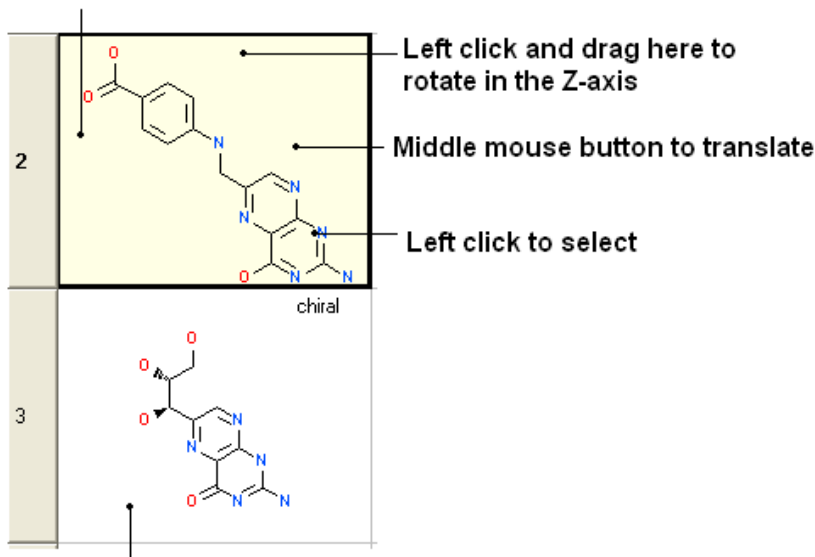 Left click and drag here to
rotate in the Z-axis
Middle mouse button to translate
Left click to select
2
O
O
N
N
N
N
O
N
N
chiral
3
O
O
O
N
N
N
O
N
N